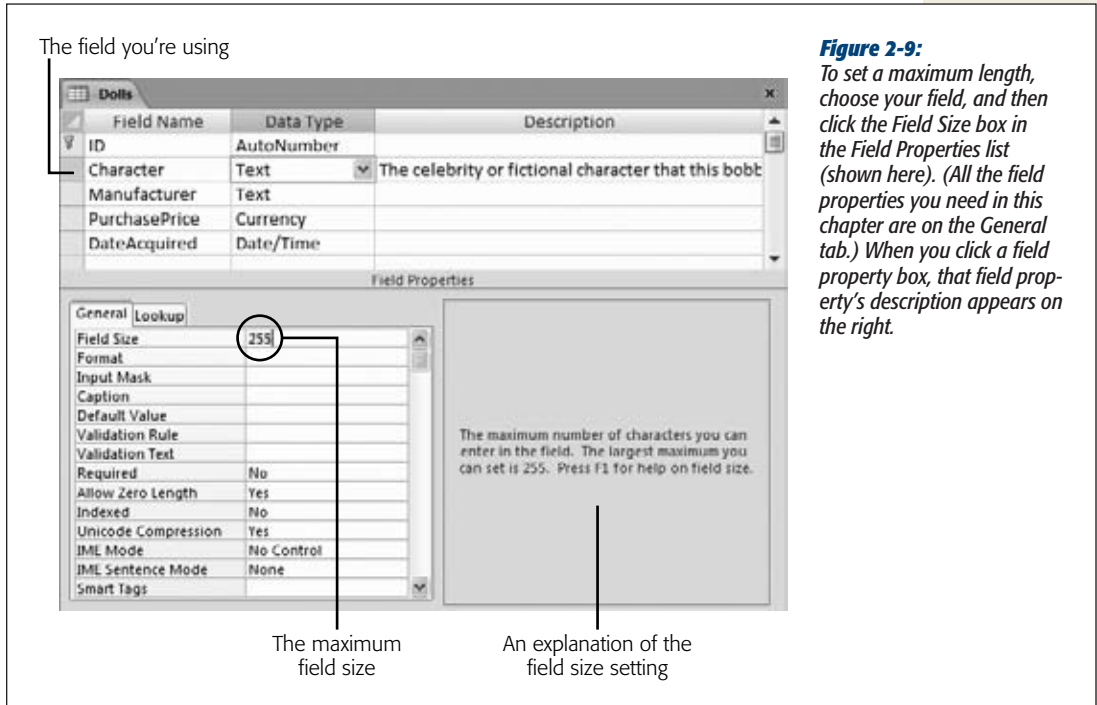 The field you're using
Dolls
Field Name Data Type Description
ID AutoNumber
Character Text The celebrity or fictional character that this bobb
Manufacturer Text
PurchasePrice Currency
DateAcquired Date/Time
Field Properties
General Lookup
Field Size 255
Format
Input Mask
Caption
Default Value
Validation Rule
Validation Text
Required No
Allow Zero Length Yes
Indexed No
Unicode Compression Yes
IME Mode No Control
IME Sentence Mode None
Smart Tags
The maximum number of characters you can
enter in the field. The largest maximum you
can set is 255. Press F1 for help on field size.
The maximum
field size
An explanation of the
field size setting
Figure 2-9:
To set a maximum length,
choose your field, and then
click the Field Size box in
the Field Properties list
(shown here). (All the field
properties you need in this
chapter are on the General
tab.) When you click a field
property box, that field prop-
erty's description appears on
the right.